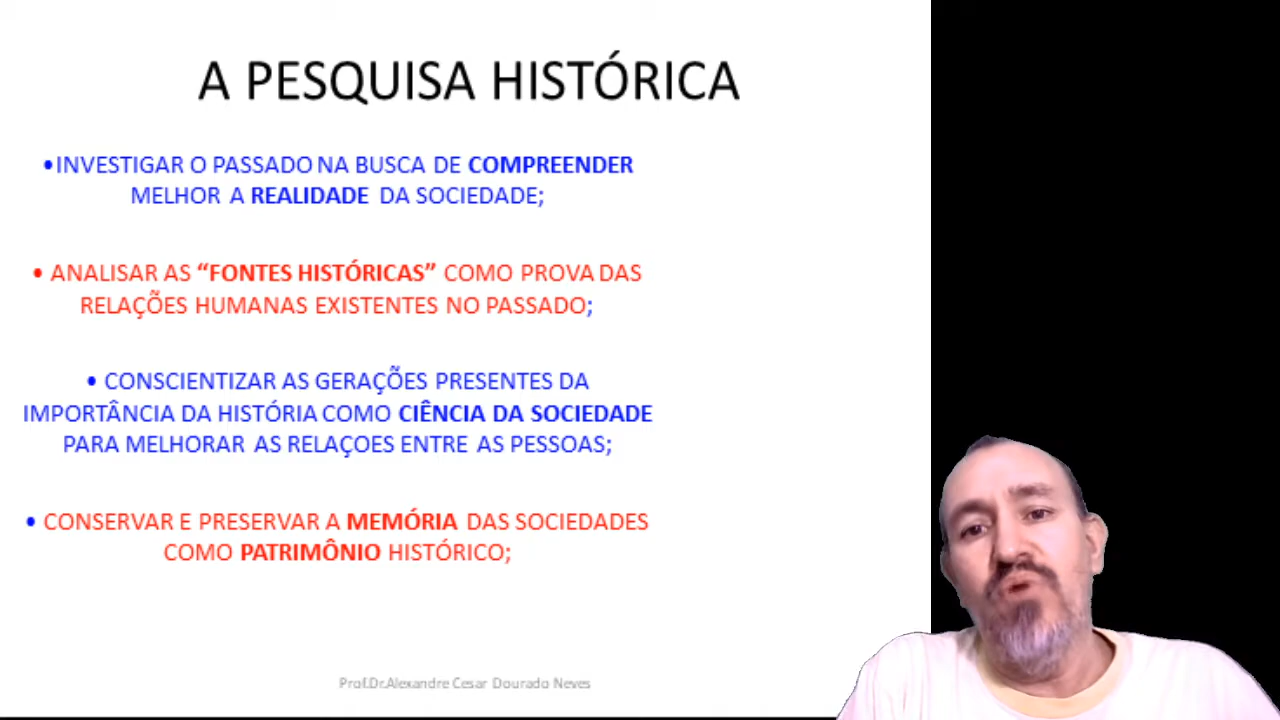 A PESQUISA HISTÓRICA
•INVESTIGAR O PASSADO NA BUSCA DE COMPREENDER
MELHOR A REALIDADE DA SOCIEDADE;
• ANALISAR AS “FONTES HISTÓRICAS” COMO PROVA DAS
RELAÇÕES HUMANAS EXISTENTES NO PASSADO;
• CONSCIENTIZAR AS GERAÇÕES PRESENTES DA
IMPORTÂNCIA DA HISTÓRIA COMO CIÊNCIA DA SOCIEDADE
PARA MELHORAR AS RELAÇOES ENTRE AS PESSOAS;
• CONSERVAR E PRESERVAR A MEMÓRIA DAS SOCIEDADES
COMO PATRIMÔNIO HISTÓRICO;
Prof.Dr.Alexandre Cesar Dourado Neves